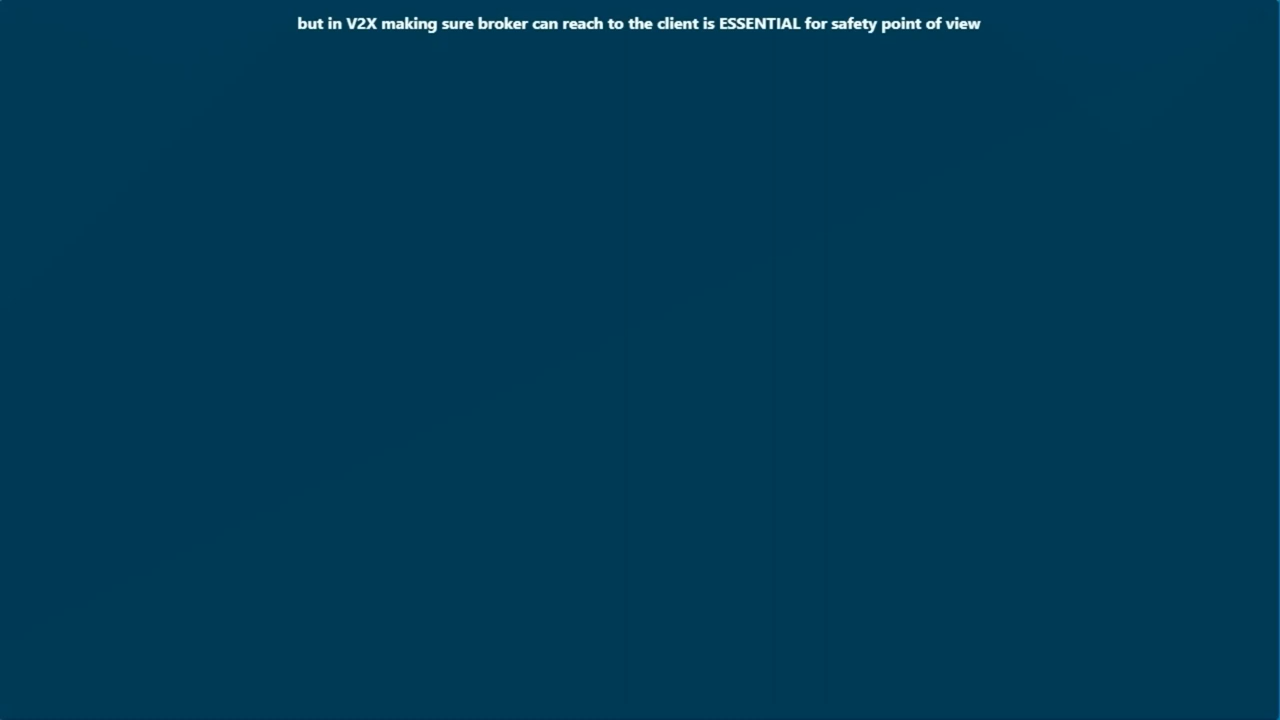 but in V2X making sure broker can reach to the client is ESSENTIAL for safety point of view